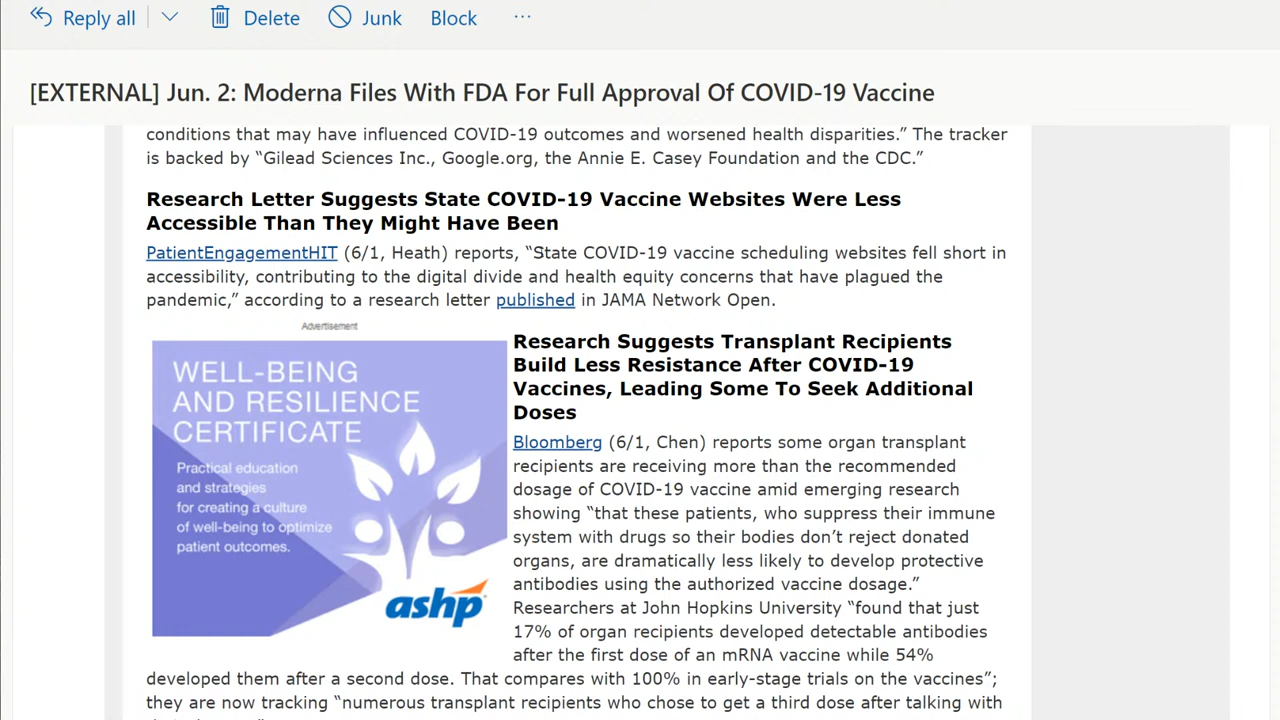 Reply all
Delete
Junk
Block
[EXTERNAL] Jun. 2: Moderna Files With FDA For Full Approval Of COVID-19 Vaccine
conditions that may have influenced COVID-19 outcomes and worsened health disparities.” The tracker
is backed by “Gilead Sciences Inc., Google.org, the Annie E. Casey Foundation and the CDC.”
Research Letter Suggests State COVID-19 Vaccine Websites Were Less
Accessible Than They Might Have Been
PatientEngagementHIT (6/1, Heath) reports, “State COVID-19 vaccine scheduling websites fell short in
accessibility, contributing to the digital divide and health equity concerns that have plagued the
pandemic,” according to a research letter published in JAMA Network Open.
Advertisement
WELL-BEING
AND RESILIENCE
CERTIFICATE
Practical education
and strategies
for creating a culture
of well-being to optimize
patient outcomes.
ashp
Research Suggests Transplant Recipients
Build Less Resistance After COVID-19
Vaccines, Leading Some To Seek Additional
Doses
Bloomberg (6/1, Chen) reports some organ transplant
recipients are receiving more than the recommended
dosage of COVID-19 vaccine amid emerging research
showing “that these patients, who suppress their immune
system with drugs so their bodies don’t reject donated
organs, are dramatically less likely to develop protective
antibodies using the authorized vaccine dosage.”
Researchers at John Hopkins University “found that just
17% of organ recipients developed detectable antibodies
after the first dose of an mRNA vaccine while 54%
developed them after a second dose. That compares with 100% in early-stage trials on the vaccines”;
they are now tracking “numerous transplant recipients who chose to get a third dose after talking with